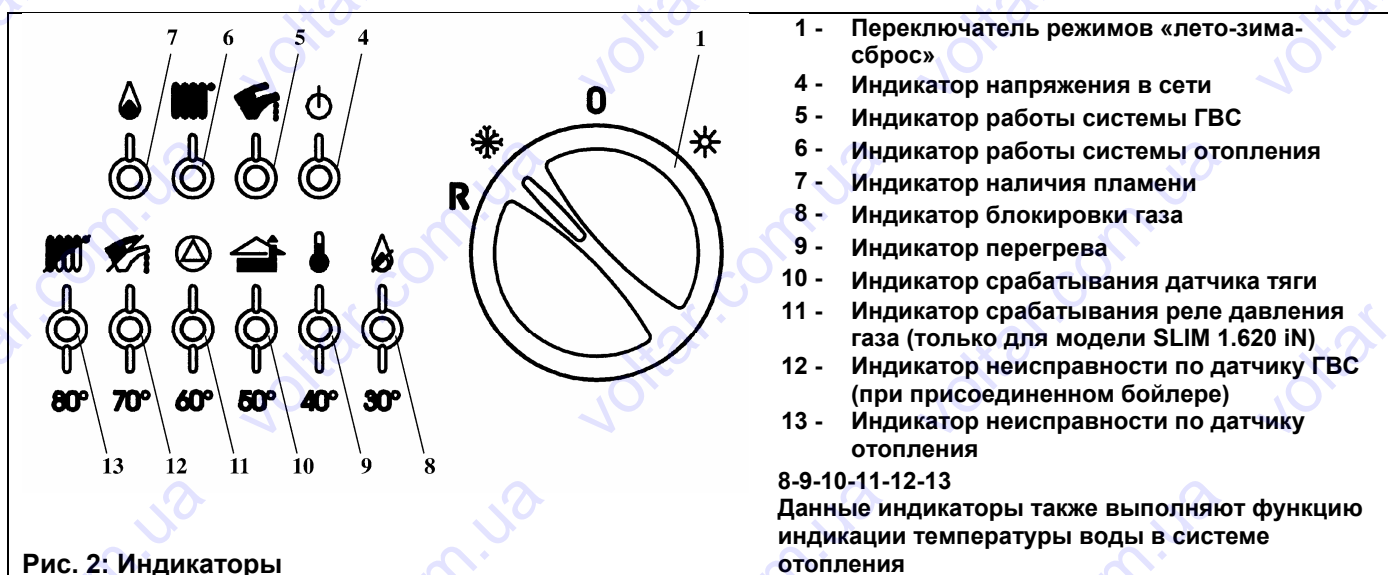 7 6 5 4 1
0
R
80° 70° 60° 50° 40° 30°
13 12 11 10 9 8
Рис. 2: Индикаторы
1 - Переключатель режимов «лето-зима-
сброс»
4 - Индикатор напряжения в сети
5 - Индикатор работы системы ГВС
6 - Индикатор работы системы отопления
7 - Индикатор наличия пламени
8 - Индикатор блокировки газа
9 - Индикатор перегрева
10 - Индикатор срабатывания датчика тяги
11 - Индикатор срабатывания реле давления
газа (только для модели SLIM 1.620 iN)
12 - Индикатор неисправности по датчику ГВС
(при присоединенном бойлере)
13 - Индикатор неисправности по датчику
отопления
8-9-10-11-12-13
Данные индикаторы также выполняют функцию
индикации температуры воды в системе
отопления
voltar.com.ua